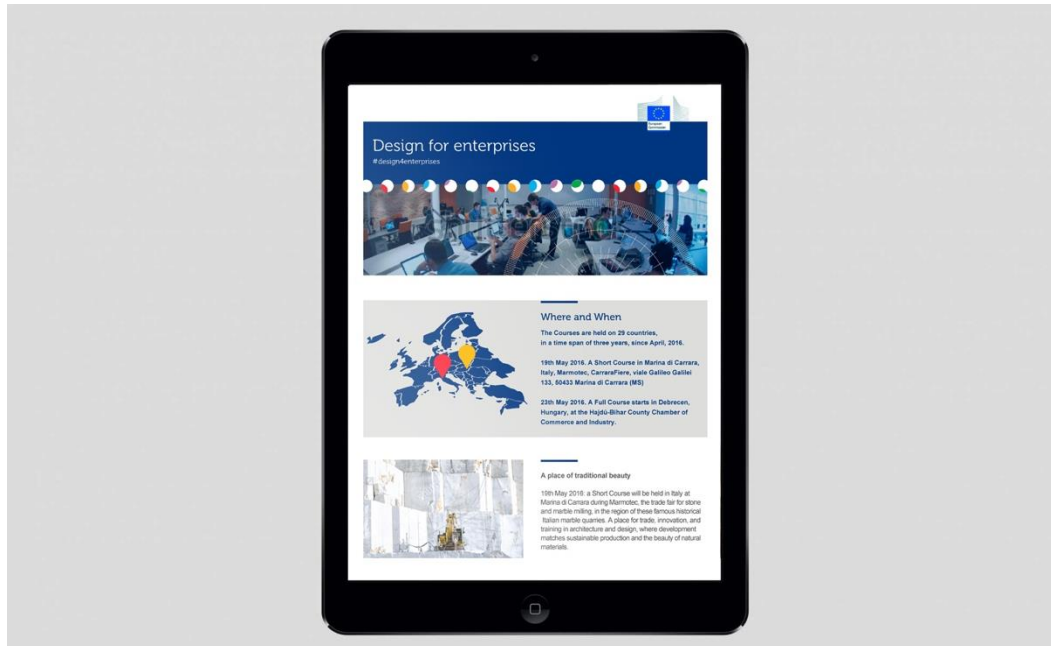 European
Commission
Design for enterprises
#design4enterprises
Where and When
The Courses are held on 29 countries,
in a time span of three years, since April, 2016.
19th May 2016. A Short Course in Marina di Carrara,
Italy, Marmotec, CarraraFiere, viale Galileo Galilei
133, 50433 Marina di Carrara (MS)
23th May 2016. A Full Course starts in Debrecen,
Hungary, at the Hajdú-Bihar County Chamber of
Commerce and Industry.
A place of traditional beauty
19th May 2016: a Short Course will be held in Italy at
Marina di Carrara during Marmotec, the trade fair for stone
and marble milling, in the region of these famous historical
Italian marble quarries. A place for trade, innovation, and
training in architecture and design, where development
matches sustainable production and the beauty of natural
materials.